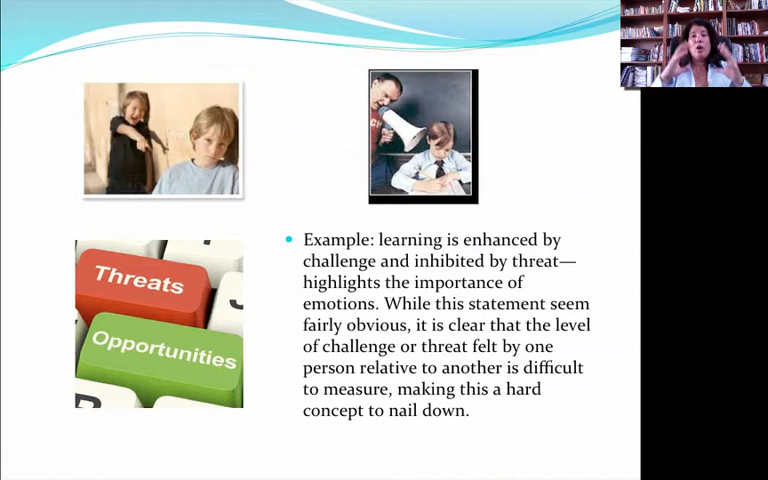 Threats
Opportunities
Example: learning is enhanced by
challenge and inhibited by threat—
highlights the importance of
emotions. While this statement seem
fairly obvious, it is clear that the level
of challenge or threat felt by one
person relative to another is difficult
to measure, making this a hard
concept to nail down.